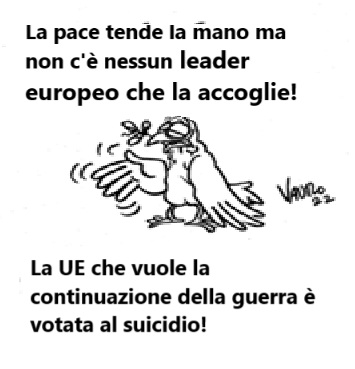 La pace tende la mano ma
non c'è nessun leader
europeo che la accoglie!
Vauro
22
La UE che vuole la
continuazione della guerra è
votata al suicidio!